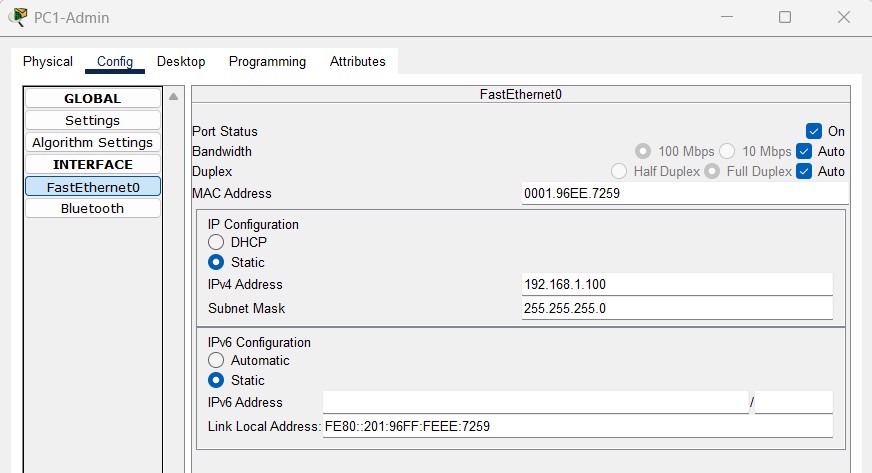 PC1-Admin
Physical Config Desktop Programming Attributes
GLOBAL
Settings
Algorithm Settings
INTERFACE
FastEthernet0
Bluetooth
FastEthernet0
Port Status On
Bandwidth 100 Mbps 10 Mbps Auto
Duplex Half Duplex Full Duplex Auto
MAC Address 0001.96EE.7259
IP Configuration
DHCP
Static
IPv4 Address 192.168.1.100
Subnet Mask 255.255.255.0
IPv6 Configuration
Automatic
Static
IPv6 Address /
Link Local Address: FE80::201:96FF:FEEE:7259